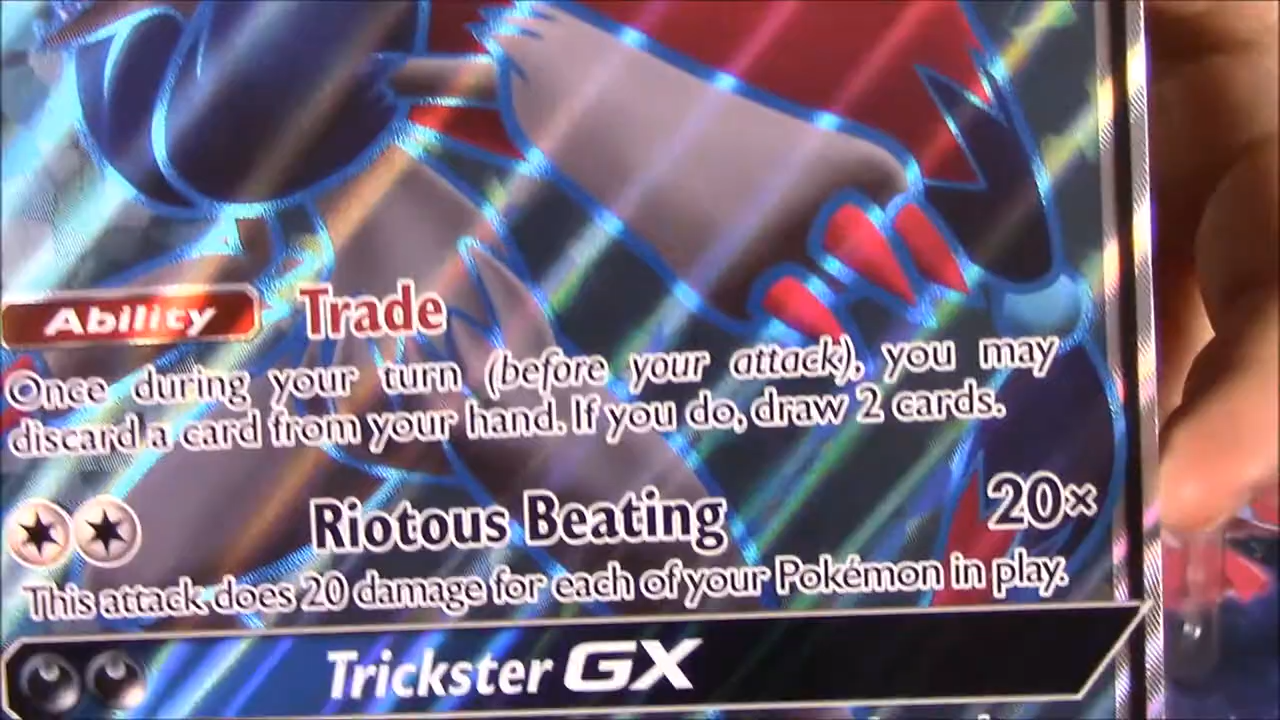 Ability Trade
Once during your turn (before your attack), you may
discard a card from your hand. If you do, draw 2 cards.
Riotous Beating 20×
This attack does 20 damage for each of your Pokémon in play.
Trickster GX